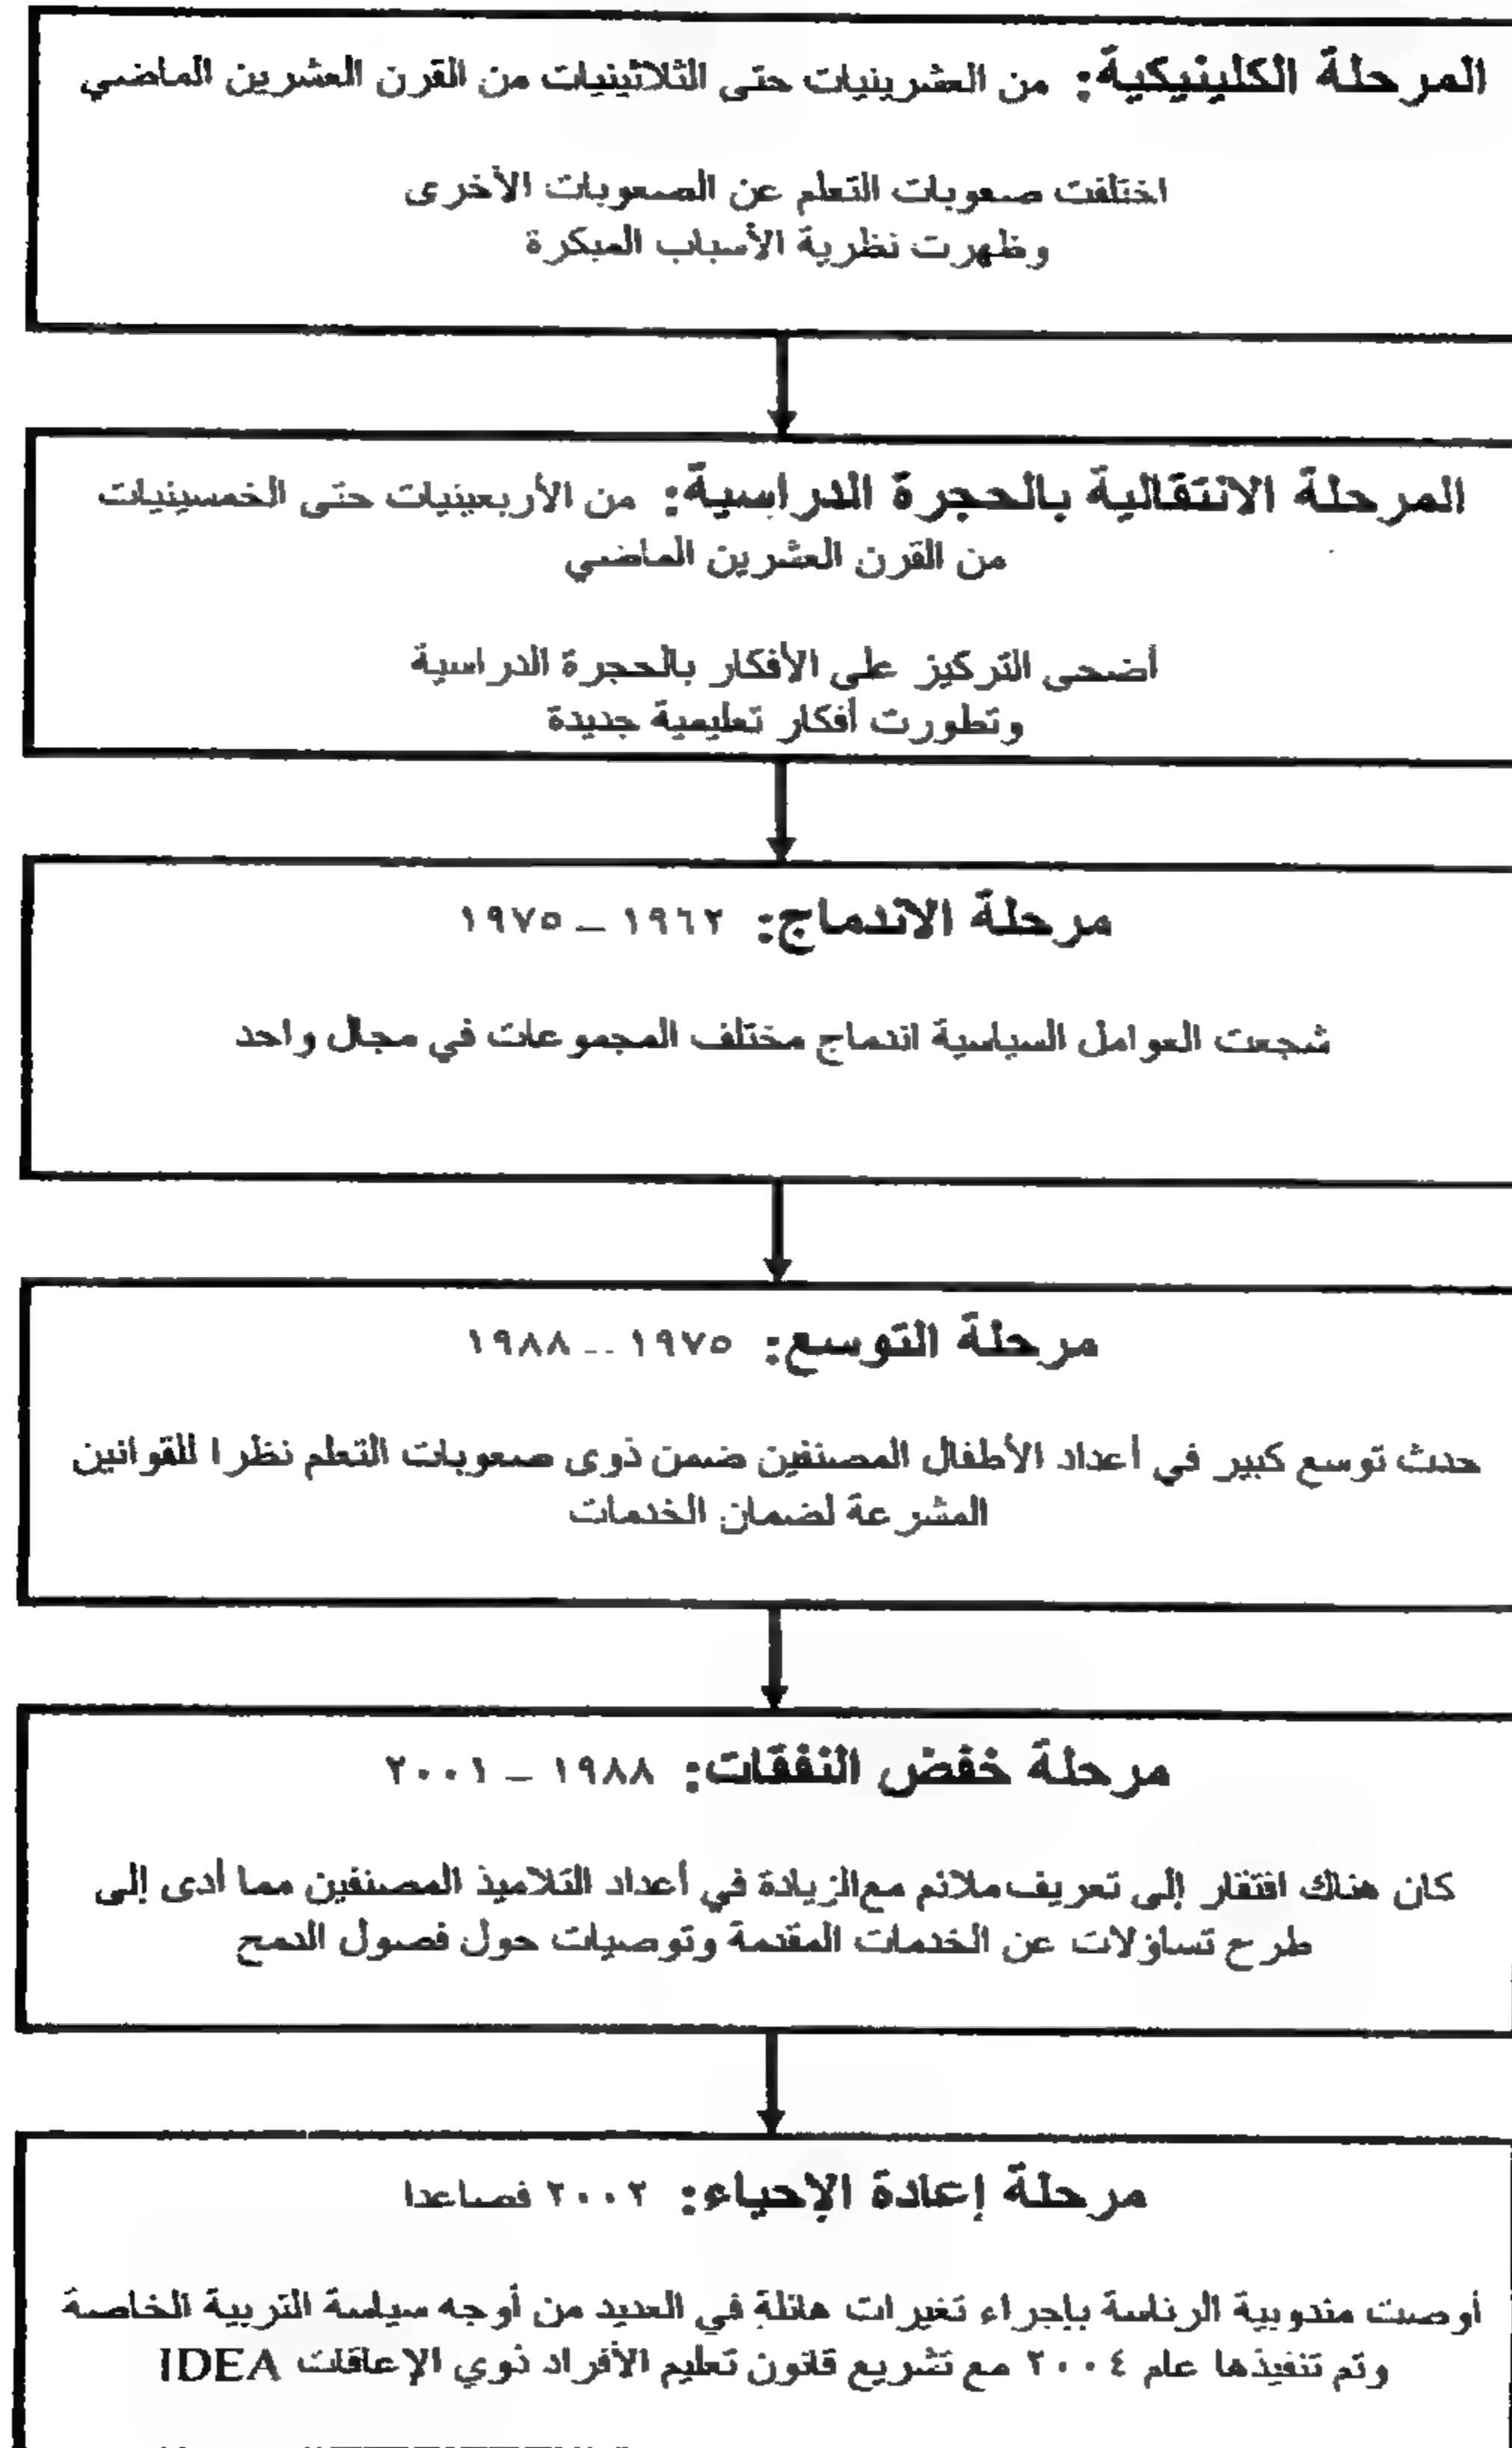 المرحلة الكلينيكية: من العشرينيات حتى الثلاثينيات من القرن العشرين الماضي
اختلفت صعوبات التعلم عن الصعوبات الأخرى
وظهرت نظرية الأسباب المبكرة
المرحلة الانتقالية بالحجرة الدراسية: من الأربعينيات حتى الخمسينيات
من القرن العشرين الماضي
أضحى التركيز على الأفكار بالحجرة الدراسية
وتطورت أفكار تعليمية جديدة
مرحلة الاندماج: ١٩٦٢ – ١٩٧٥
شجعت العوامل السياسية اندماج مختلف المجموعات في مجال واحد
مرحلة التوسع: ١٩٧٥ – ١٩٨٨
حدث توسع كبير في أعداد الأطفال المصنفين ضمن ذوى صعوبات التعلم نظرا للقوانين
المشرعة لضمان الخدمات
مرحلة خفض النفقات: ١٩٨٨ – ٢٠٠١
كان هناك افتقار إلى تعريف ملائم مع الزيادة في أعداد التلاميذ المصنفين مما أدى إلى
طرح تساؤلات عن الخدمات المقدمة وتوصيات حول فصول الدمج
مرحلة إعادة الإحياء: ٢٠٠٢ فصاعدا
أوصت مندوبية الرئاسة بإجراء تغيرات هائلة في العديد من أوجه سياسة التربية الخاصة
وتم تنفيذها عام ٢٠٠٤ مع تشريع قانون تعليم الأفراد ذوي الإعاقات IDEA